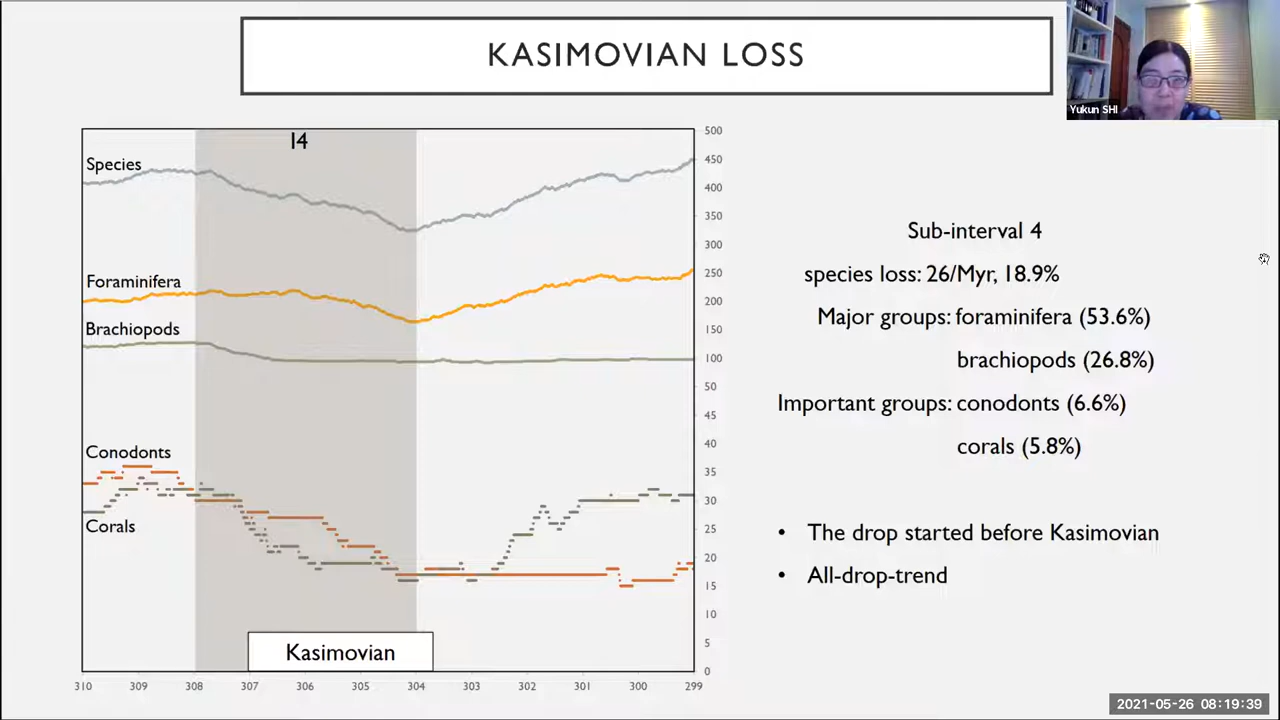 KASIMOVIAN LOSS
Yukun SHI
I4
Species
Foraminifera
Brachiopods
Conodonts
Corals
Kasimovian
500
450
400
350
300
250
200
150
100
50
45
40
35
30
25
20
15
10
5
0
310 309 308 307 306 305 304 303 302 301 300 299
Sub-interval 4
species loss: 26/Myr, 18.9%
Major groups: foraminifera (53.6%)
brachiopods (26.8%)
Important groups: conodonts (6.6%)
corals (5.8%)
• The drop started before Kasimovian
• All-drop-trend
2021-05-26 08:19:39